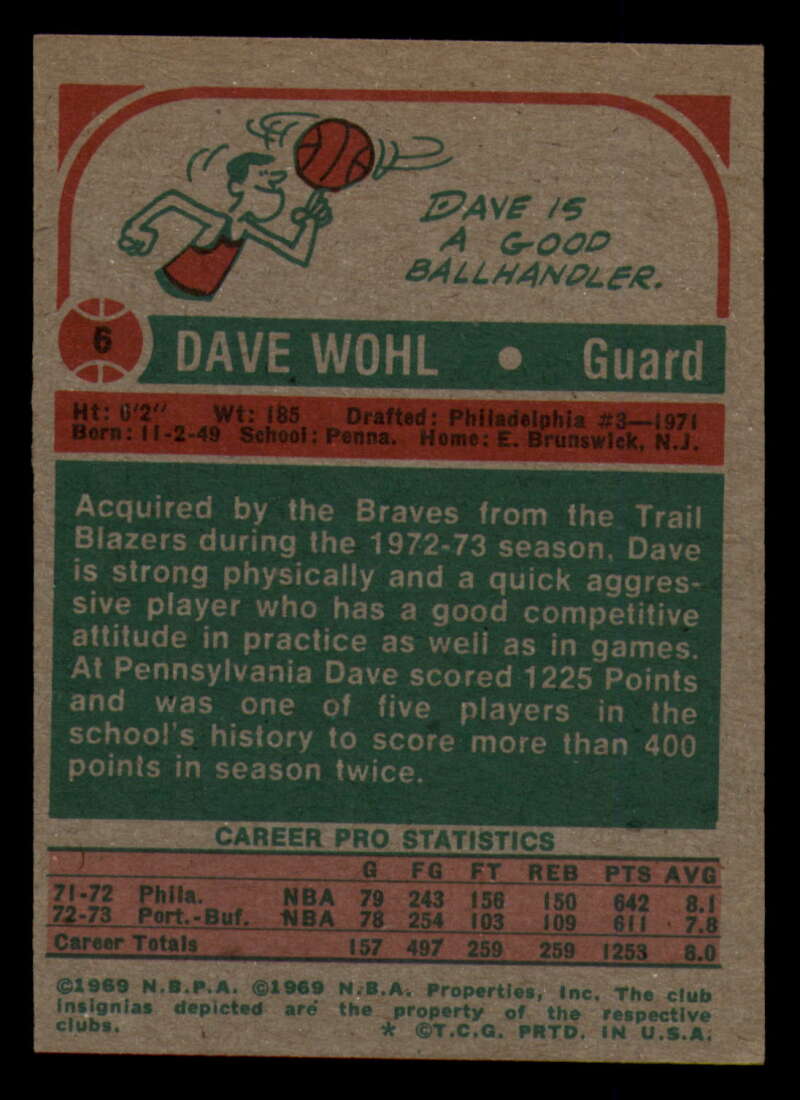 DAVE IS
A GOOD
BALLHANDLER.
6 DAVE WOHL • Guard
Ht: 6'2" Wt: 185 Drafted: Philadelphia #3—1971
Born: 11-2-49 School: Penna. Home: E. Brunswick, N.J.
Acquired by the Braves from the Trail
Blazers during the 1972-73 season, Dave
is strong physically and a quick aggres-
sive player who has a good competitive
attitude in practice as well as in games.
At Pennsylvania Dave scored 1225 Points
and was one of five players in the
school's history to score more than 400
points in season twice.
CAREER PRO STATISTICS
G FG FT REB PTS AVG
71-72 Phila. NBA 79 243 156 150 642 8.1
72-73 Port.-Buf. NBA 78 254 103 109 611 7.8
Career Totals 157 497 259 259 1253 8.0
©1969 N.B.P.A. ©1969 N.B.A. Properties, Inc. The club
insignias depicted are the property of the respective
clubs. * ©T.C.G. PRTD. IN U.S.A.